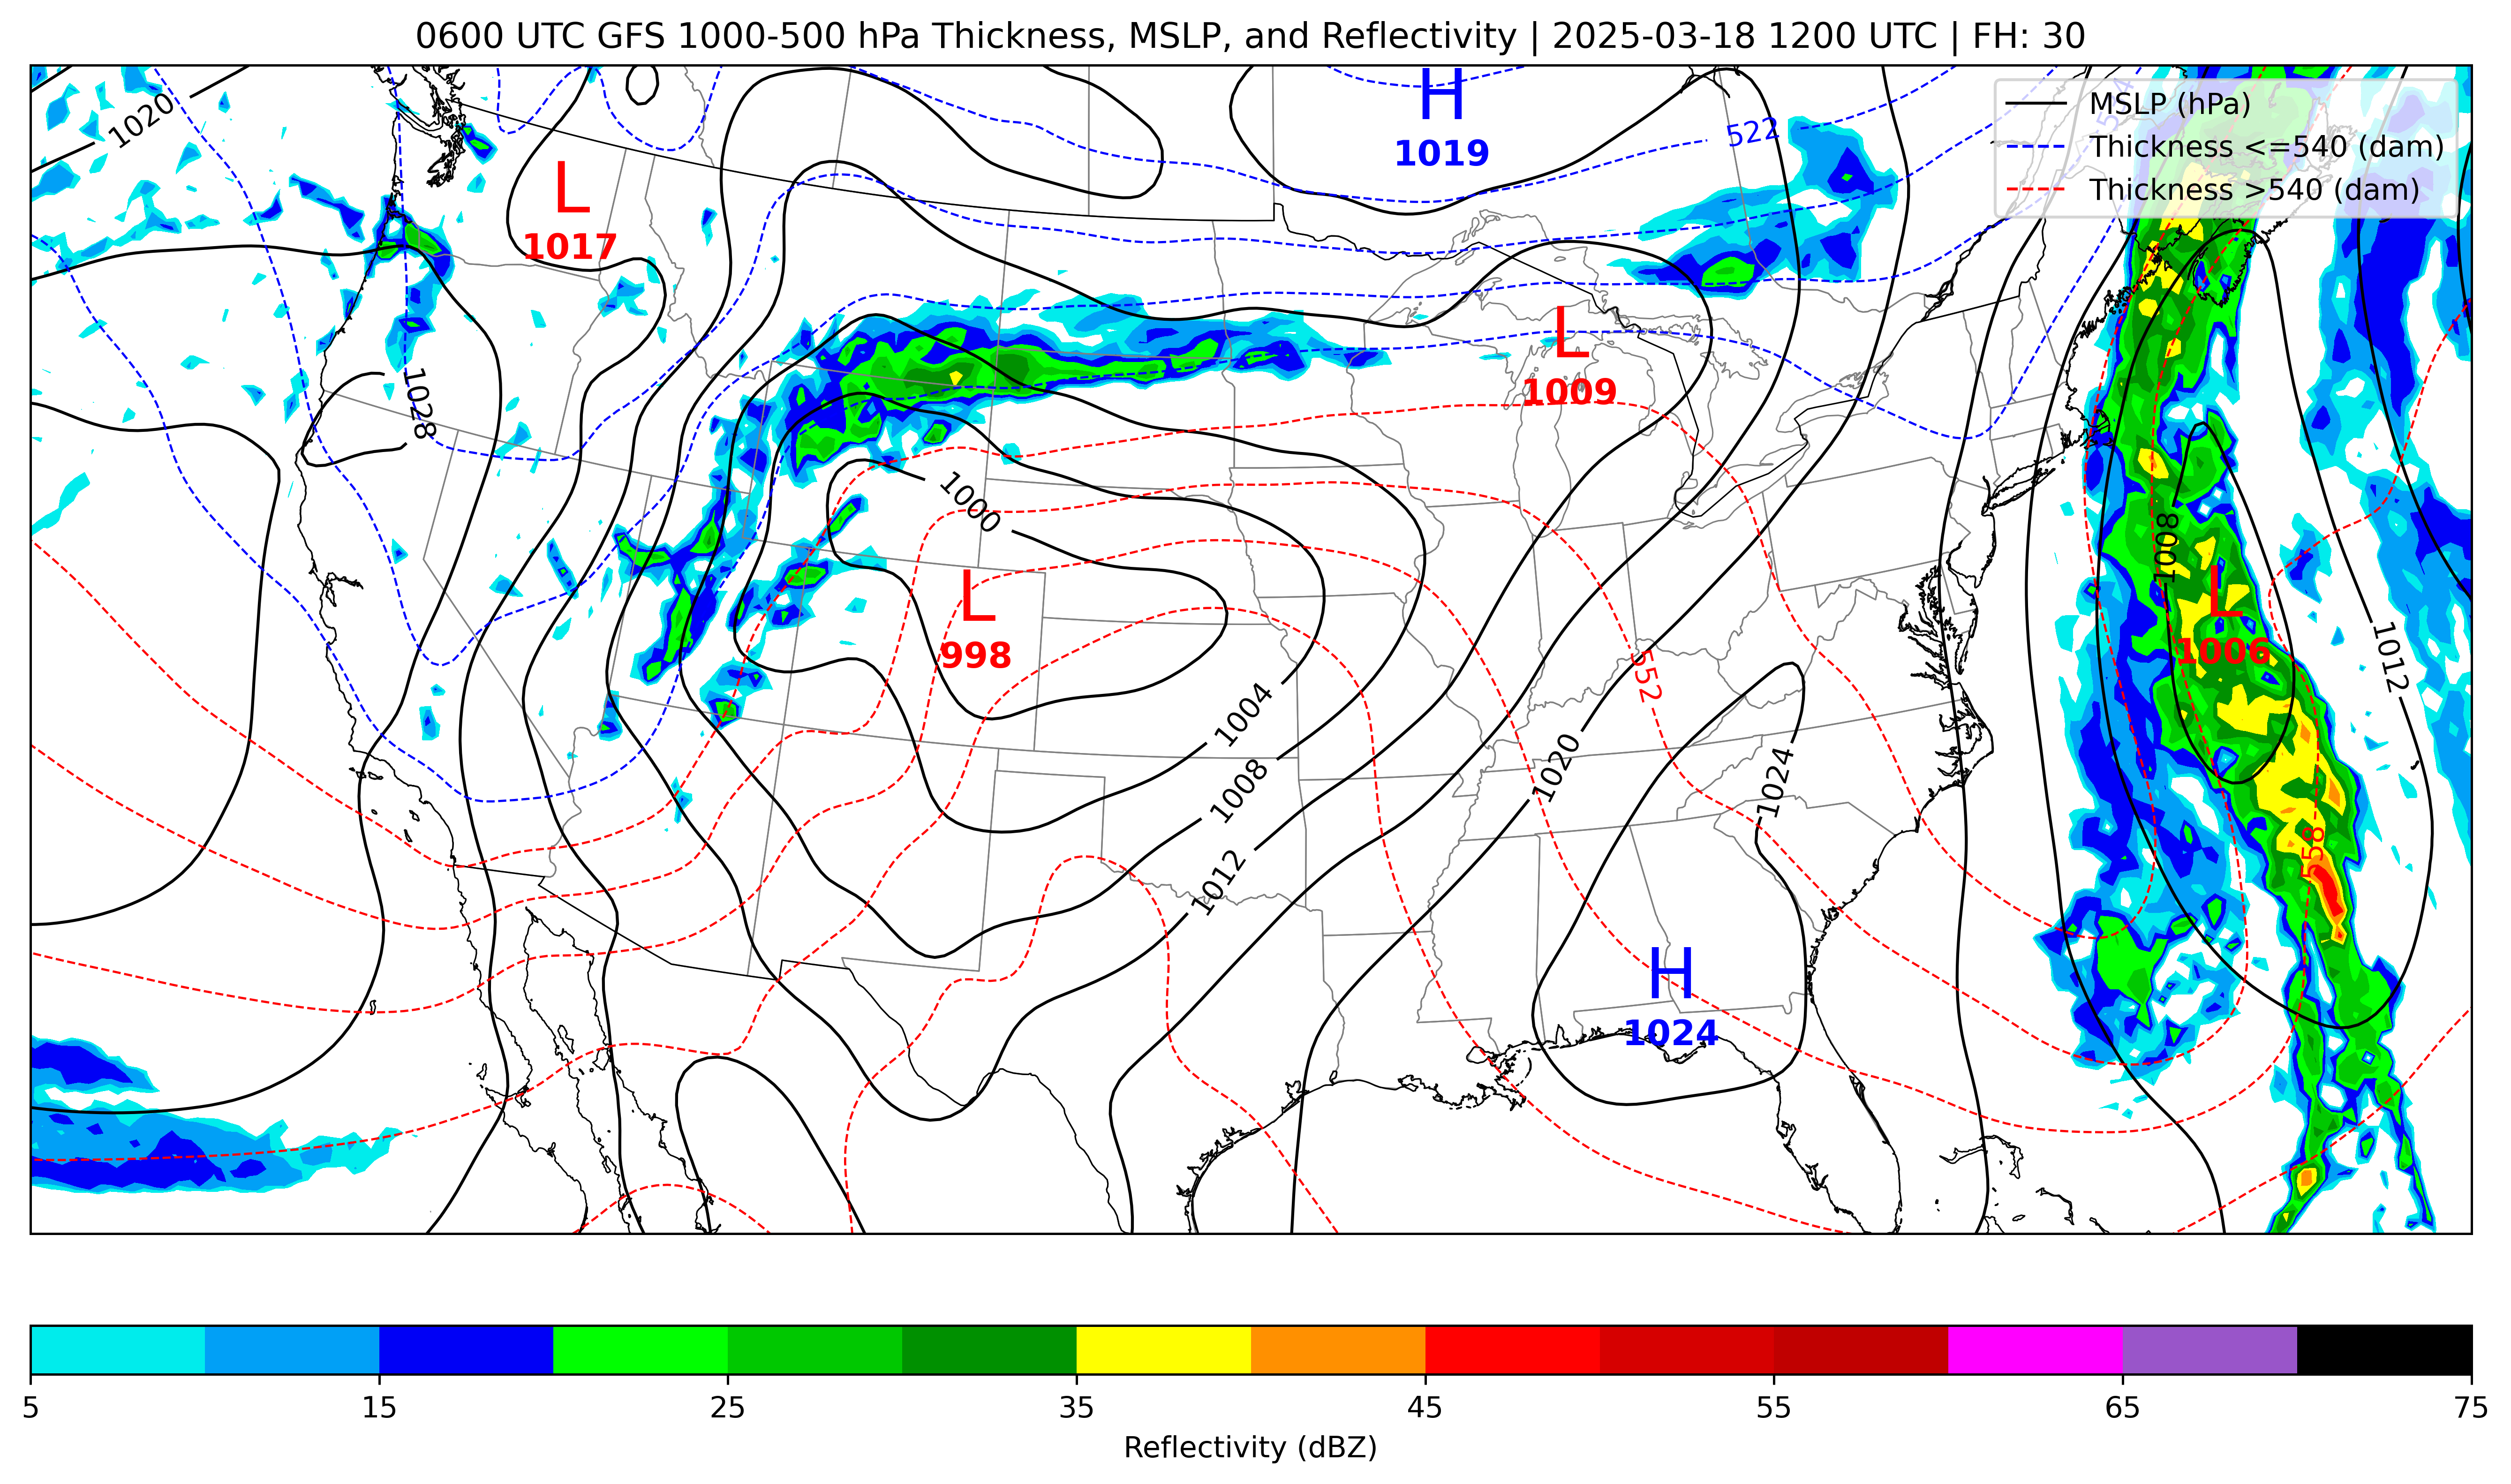 0600 UTC GFS 1000-500 hPa Thickness, MSLP, and Reflectivity | 2025-03-18 1200 UTC | FH: 30
MSLP (hPa)
Thickness <=540 (dam)
Thickness >540 (dam)
1020
H
1019
522
534
L
1017
L
1009
1028
1000
1008
L
998
L
1006
552
1012
1004
1008
1020
1024
1012
558
H
1024
5
15
25
35
45
55
65
75
Reflectivity (dBZ)